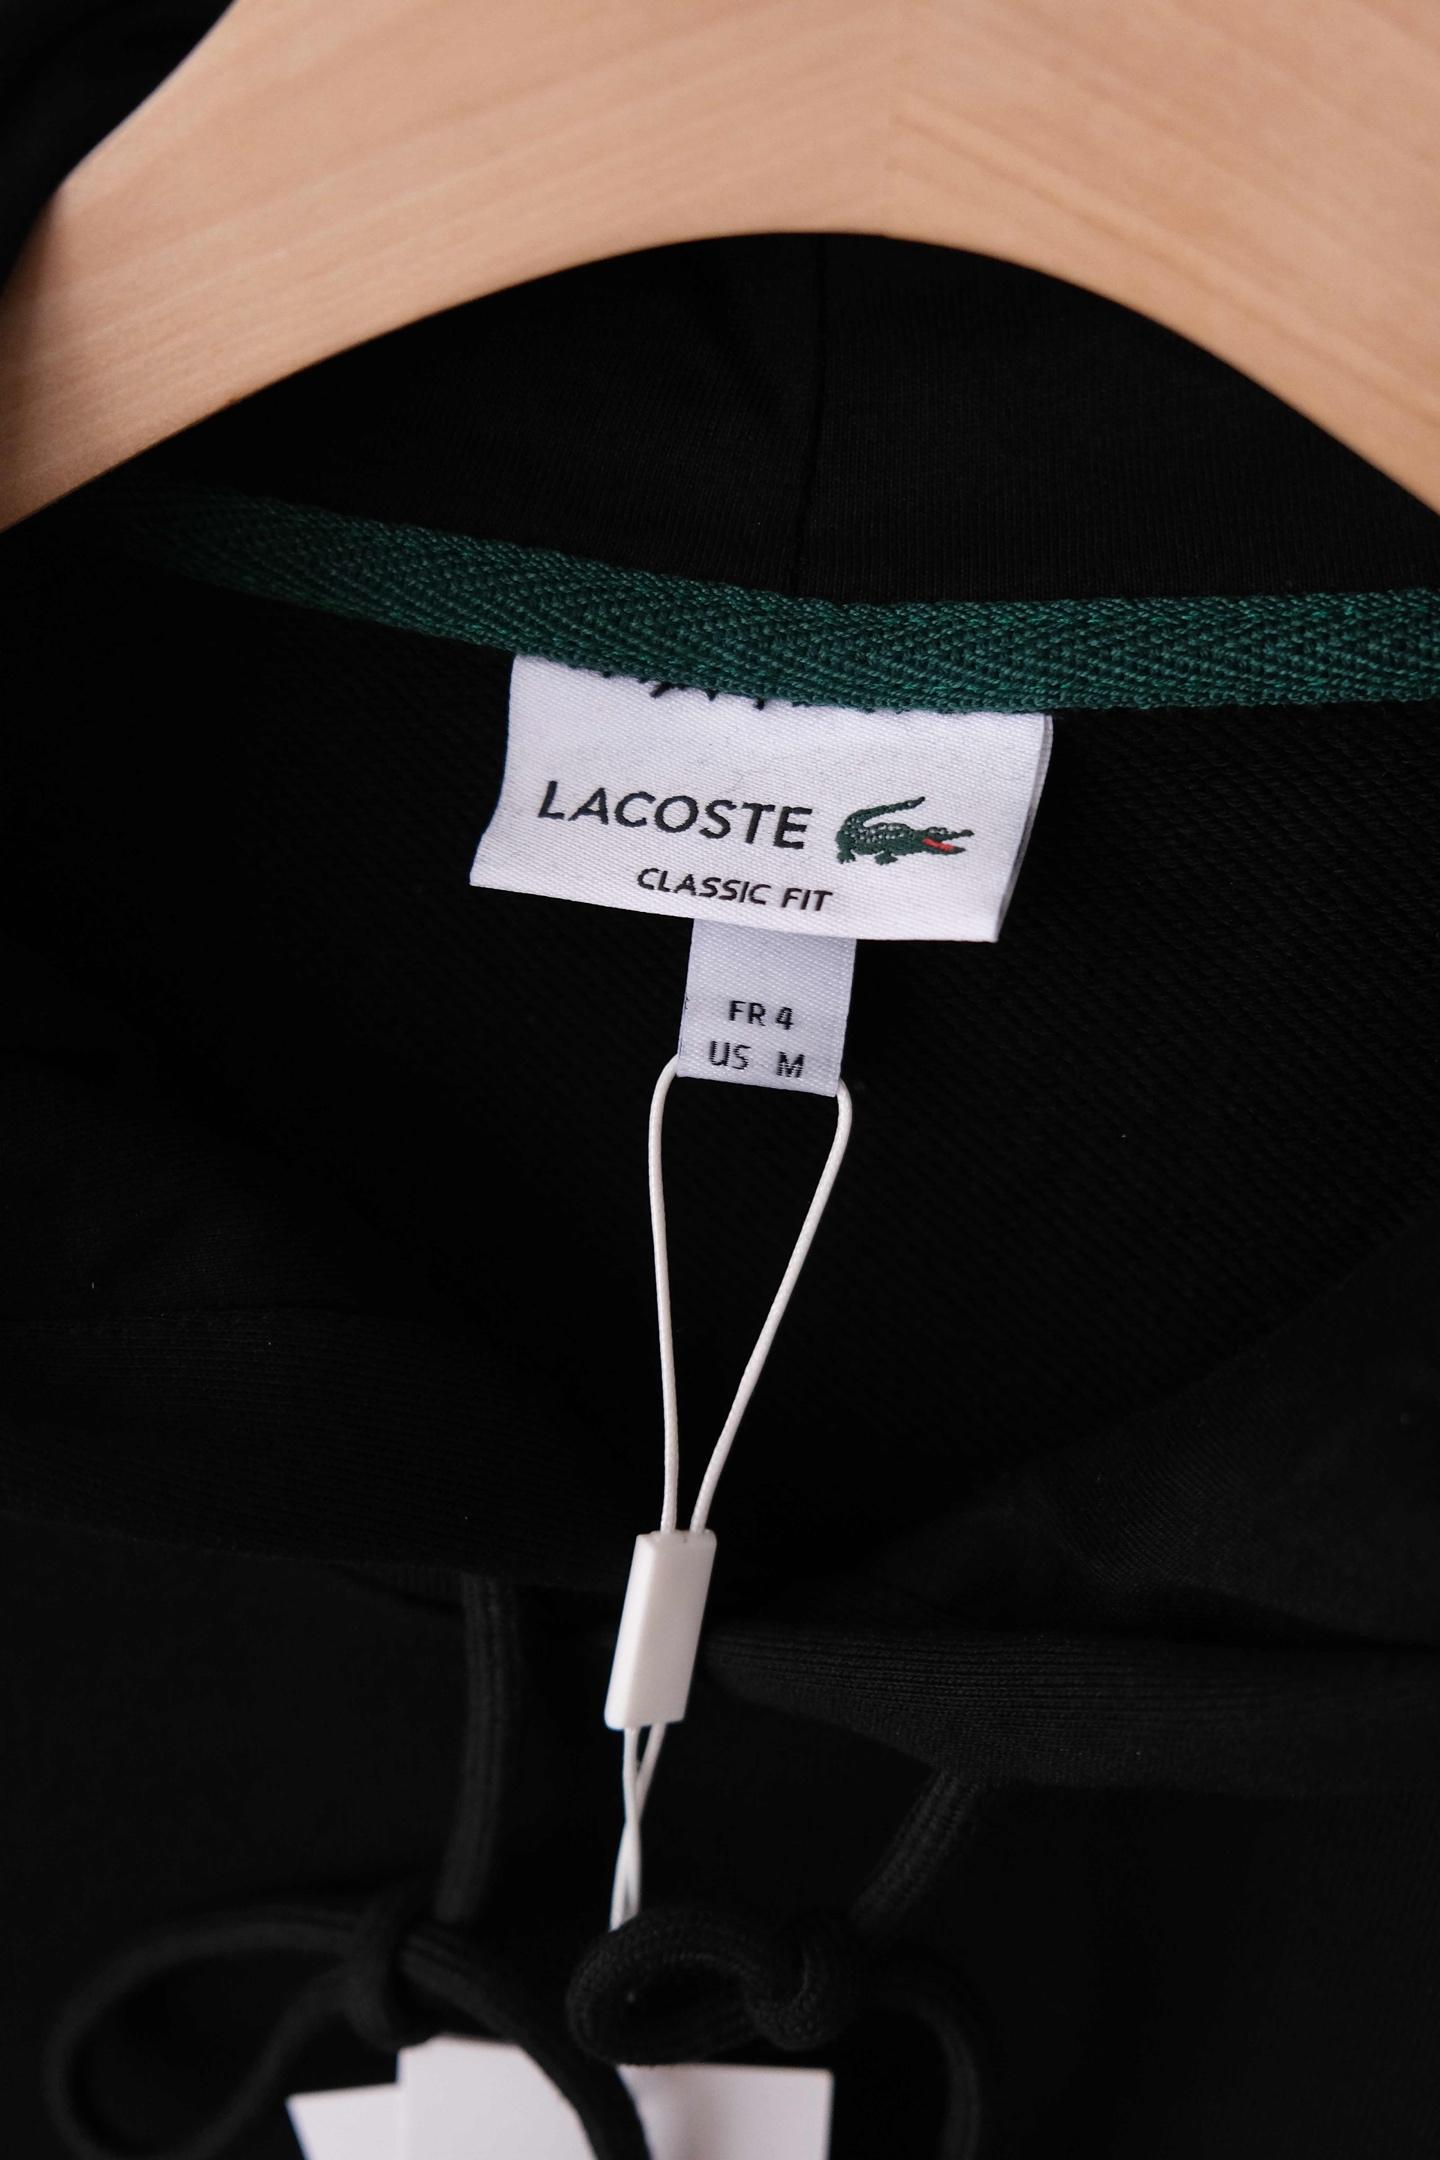 LACOSTE
CLASSIC FIT
FR 4
US M